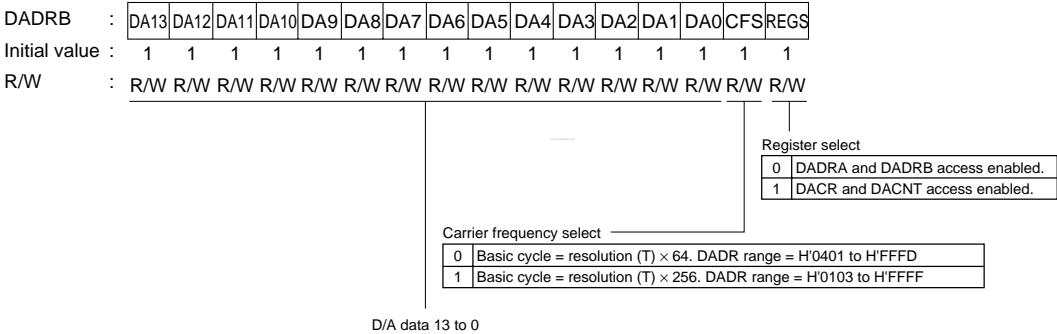 DADRB : DA13 DA12 DA11 DA10 DA9 DA8 DA7 DA6 DA5 DA4 DA3 DA2 DA1 DA0 CFS REGS
Initial value : 1 1 1 1 1 1 1 1 1 1 1 1 1 1 1 1
R/W : R/W R/W R/W R/W R/W R/W R/W R/W R/W R/W R/W R/W R/W R/W R/W R/W
Register select
0 DADRA and DADRB access enabled.
1 DACR and DACNT access enabled.
Carrier frequency select
0 Basic cycle = resolution (T) × 64. DADR range = H'0401 to H'FFFD
1 Basic cycle = resolution (T) × 256. DADR range = H'0103 to H'FFFF
D/A data 13 to 0